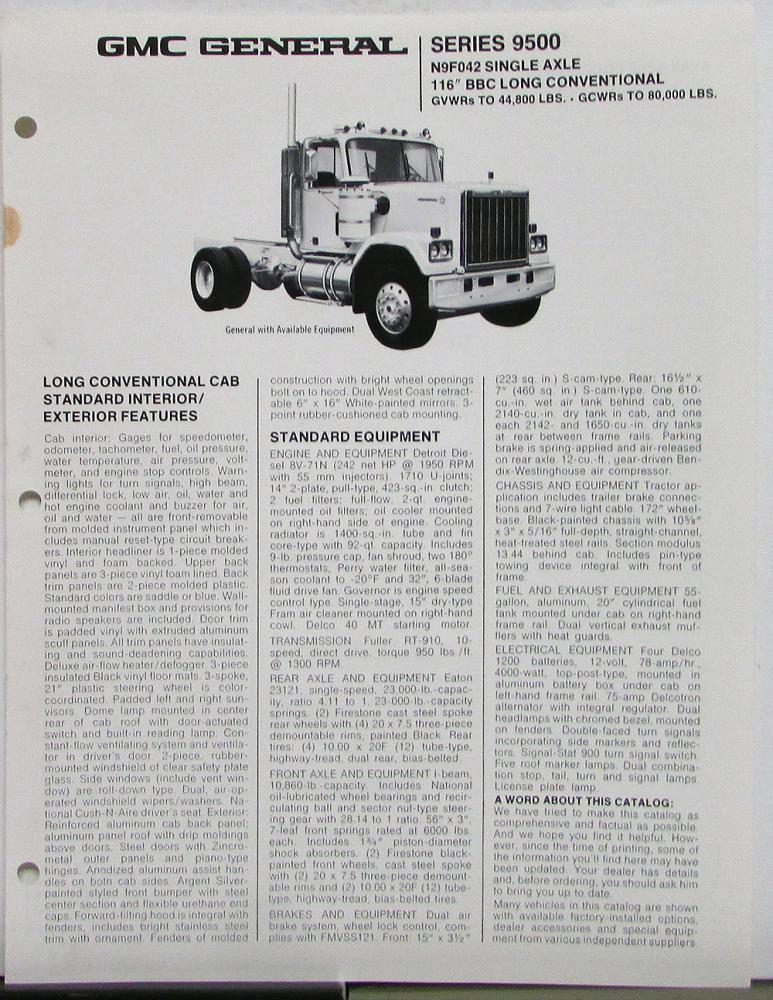 GMC GENERAL
SERIES 9500
N9F042 SINGLE AXLE
116" BBC LONG CONVENTIONAL
GVWRs TO 44,800 LBS. • GCWRs TO 80,000 LBS.
General with Available Equipment
LONG CONVENTIONAL CAB
STANDARD INTERIOR/
EXTERIOR FEATURES
Cab interior: Gages for speedometer,
odometer, tachometer, fuel, oil pressure,
water temperature, air pressure, volt-
meter, and engine stop controls. Warn-
ing lights for turn signals, high beam,
differential lock, low air, oil, water and
hot engine coolant and buzzer for air,
oil and water — all are front-removable
from molded instrument panel which in-
cludes manual reset-type circuit break-
ers. Interior headliner is 1-piece molded
vinyl and foam backed. Upper back
panels are 3-piece vinyl foam lined. Back
trim panels are 2-piece molded plastic.
Standard colors are saddle or blue. Wall-
mounted manifest box and provisions for
radio speakers are included. Door trim
is padded vinyl with extruded aluminum
scuff panels. All trim panels have insulat-
ing and sound-deadening capabilities.
Deluxe air-flow heater/defogger. 3-piece
insulated Black vinyl floor mats. 3-spoke,
21" plastic steering wheel is color-
coordinated. Padded left and right sun-
visors. Dome lamp mounted in center
rear of cab roof with door-actuated
switch and built-in reading lamp. Con-
stant-flow ventilating system and ventila-
tor in driver's door. 2-piece, rubber-
mounted windshield of clear safety plate
glass. Side windows (include vent win-
dow) are roll-down type. Dual, air-op-
erated windshield wipers/washers. Na-
tional Cush-N-Aire driver's seat. Exterior:
Reinforced aluminum cab back panel;
aluminum panel roof with drip moldings
above doors. Steel doors with Zincro-
metal outer panels and piano-type
hinges. Anodized aluminum assist han-
dles on both cab sides. Argent Silver-
painted styled front bumper with steel
center section and flexible urethane end
caps. Forward-tilting hood is integral with
fenders, includes bright stainless steel
trim with ornament. Fenders of molded
construction with bright wheel openings
bolt on to hood. Dual West Coast retract-
able 6" x 16" White-painted mirrors. 3-
point rubber-cushioned cab mounting.
STANDARD EQUIPMENT
ENGINE AND EQUIPMENT Detroit Die-
sel 8V-71N (242 net HP @ 1950 RPM
with 55 mm injectors). 1710 U-joints;
14" 2-plate, pull-type, 423-sq.-in. clutch;
2 fuel filters; full-flow, 2-qt. engine-
mounted oil filters; oil cooler mounted
on right-hand side of engine. Cooling
radiator is 1400-sq.-in. tube and fin
core-type with 92-qt. capacity. Includes
9-lb. pressure cap, fan shroud, two 180°
thermostats, Perry water filter, all-sea-
son coolant to -20°F and 32", 6-blade
fluid drive fan. Governor is engine speed
control type. Single-stage, 15" dry-type
Fram air cleaner mounted on right-hand
cowl. Delco 40 MT starting motor.
TRANSMISSION Fuller RT-910, 10-
speed, direct drive, torque 950 lbs./ft.
@ 1300 RPM.
REAR AXLE AND EQUIPMENT Eaton
23121, single-speed, 23,000-lb.-capac-
ity, ratio 4.11 to 1. 23,000-lb.-capacity
springs. (2) Firestone cast steel spoke
rear wheels with (4) 20 x 7.5 three-piece
demountable rims, painted Black. Rear
tires: (4) 10.00 x 20F (12) tube-type,
highway-tread, dual rear, bias-belted.
FRONT AXLE AND EQUIPMENT I-beam,
10,860-lb.-capacity. Includes National
oil-lubricated wheel bearings and recir-
culating ball and sector nut-type steer-
ing gear with 28.14 to 1 ratio. 56" x 3",
7-leaf front springs rated at 6000 lbs.
each. Includes 1¾" piston-diameter
shock absorbers. (2) Firestone black-
painted front wheels, cast steel spoke
with (2) 20 x 7.5 three-piece demount-
able rims and (2) 10.00 x 20F (12) tube-
type, highway-tread, bias-belted tires.
BRAKES AND EQUIPMENT Dual air
brake system, wheel lock control, com-
plies with FMVSS121. Front: 15" x 3½"
(223 sq. in.) S-cam-type. Rear: 16½" x
7" (460 sq. in.) S-cam-type. One 610-
cu.-in. wet air tank behind cab, one
2140-cu.-in. dry tank in cab, and one
each 2142- and 1650-cu.-in. dry tanks
at rear between frame rails. Parking
brake is spring-applied and air-released
on rear axle. 12-cu.-ft., gear-driven Ben-
dix-Westinghouse air compressor.
CHASSIS AND EQUIPMENT Tractor ap-
plication includes trailer brake connec-
tions and 7-wire light cable. 172" wheel-
base. Black-painted chassis with 10⅝"
x 3" x 5/16" full-depth, straight-channel,
heat-treated steel rails. Section modulus,
13.44 behind cab. Includes pin-type
towing device integral with front of
frame.
FUEL AND EXHAUST EQUIPMENT 55-
gallon, aluminum, 20" cylindrical fuel
tank mounted under cab on right-hand
frame rail. Dual vertical exhaust muf-
flers with heat guards.
ELECTRICAL EQUIPMENT Four Delco
1200 batteries, 12-volt, 78-amp/hr.,
4000-watt, top-post-type, mounted in
aluminum battery box under cab on
left-hand frame rail. 75-amp Delcotron
alternator with integral regulator. Dual
headlamps with chromed bezel, mounted
on fenders. Double-faced turn signals
incorporating side markers and reflec-
tors. Signal-Stat 900 turn signal switch.
Five roof marker lamps. Dual combina-
tion stop, tail, turn and signal lamps.
License plate lamp.
A WORD ABOUT THIS CATALOG:
We have tried to make this catalog as
comprehensive and factual as possible.
And we hope you find it helpful. How-
ever, since the time of printing, some of
the information you'll find here may have
been updated. Your dealer has details
and, before ordering, you should ask him
to bring you up to date.
Many vehicles in this catalog are shown
with available factory-installed options,
dealer accessories and special equip-
ment from various independent suppliers.